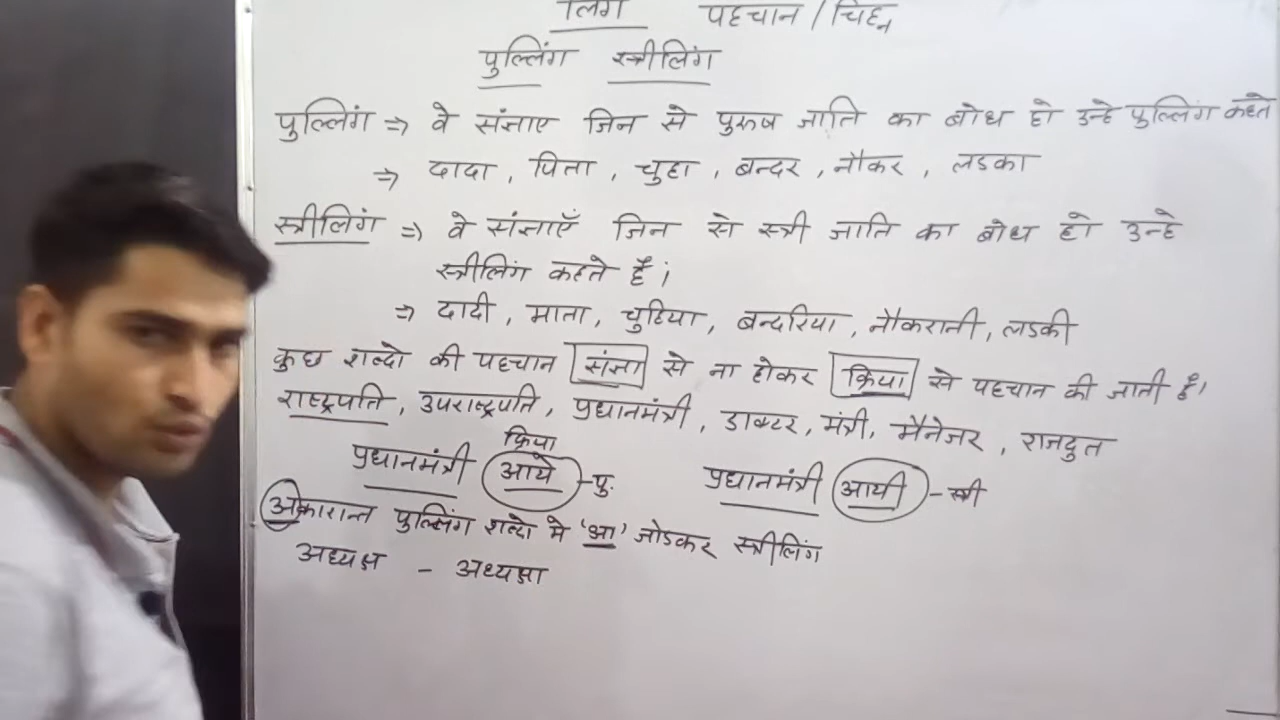 लिंग पहचान/चिह्न
पुल्लिंग स्त्रीलिंग
पुल्लिंग ⇒ वे संज्ञाए जिन से पुरुष जाति का बोध हो उन्हे पुल्लिंग कहते
⇒ दादा, पिता, चुहा, बन्दर, नौकर, लडका
स्त्रीलिंग ⇒ वे संज्ञाएँ जिन से स्त्री जाति का बोध हो उन्हे
स्त्रीलिंग कहते हैं।
⇒ दादी, माता, चुहिया, बन्दरिया, नौकरानी, लडकी
कुछ शब्दो की पहचान संज्ञा से ना होकर क्रिया से पहचान की जाती है।
राष्ट्रपति, उपराष्ट्रपति, प्रधानमंत्री, डाक्टर, मंत्री, मैनेजर, राजदुत
क्रिया
प्रधानमंत्री आये - पु. प्रधानमंत्री आयी - स्त्री
अकारान्त पुल्लिंग शब्दो मे 'आ' जोडकर स्त्रीलिंग
अध्यक्ष - अध्यक्षा